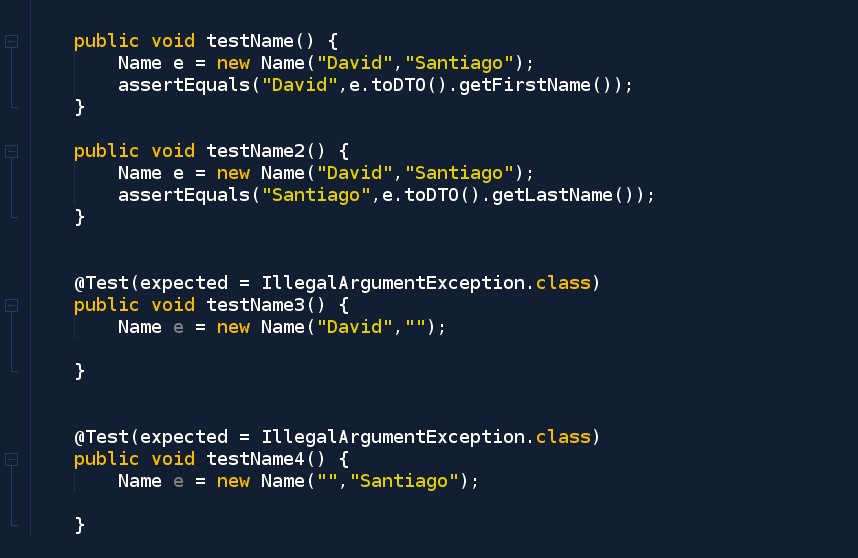 public void testName() {
    Name e = new Name("David","Santiago");
    assertEquals("David",e.toDTO().getFirstName());
}
public void testName2() {
    Name e = new Name("David","Santiago");
    assertEquals("Santiago",e.toDTO().getLastName());
}
@Test(expected = IllegalArgumentException.class)
public void testName3() {
    Name e = new Name("David","");
}
@Test(expected = IllegalArgumentException.class)
public void testName4() {
    Name e = new Name("","Santiago");
}